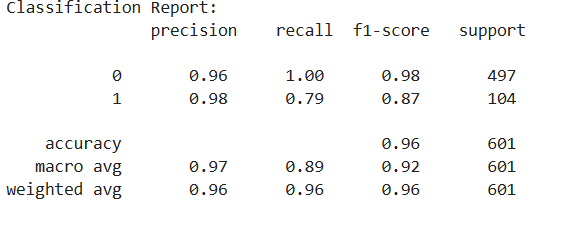 Classification Report:
precision recall f1-score support
0 0.96 1.00 0.98 497
1 0.98 0.79 0.87 104
accuracy 0.96 601
macro avg 0.97 0.89 0.92 601
weighted avg 0.96 0.96 0.96 601